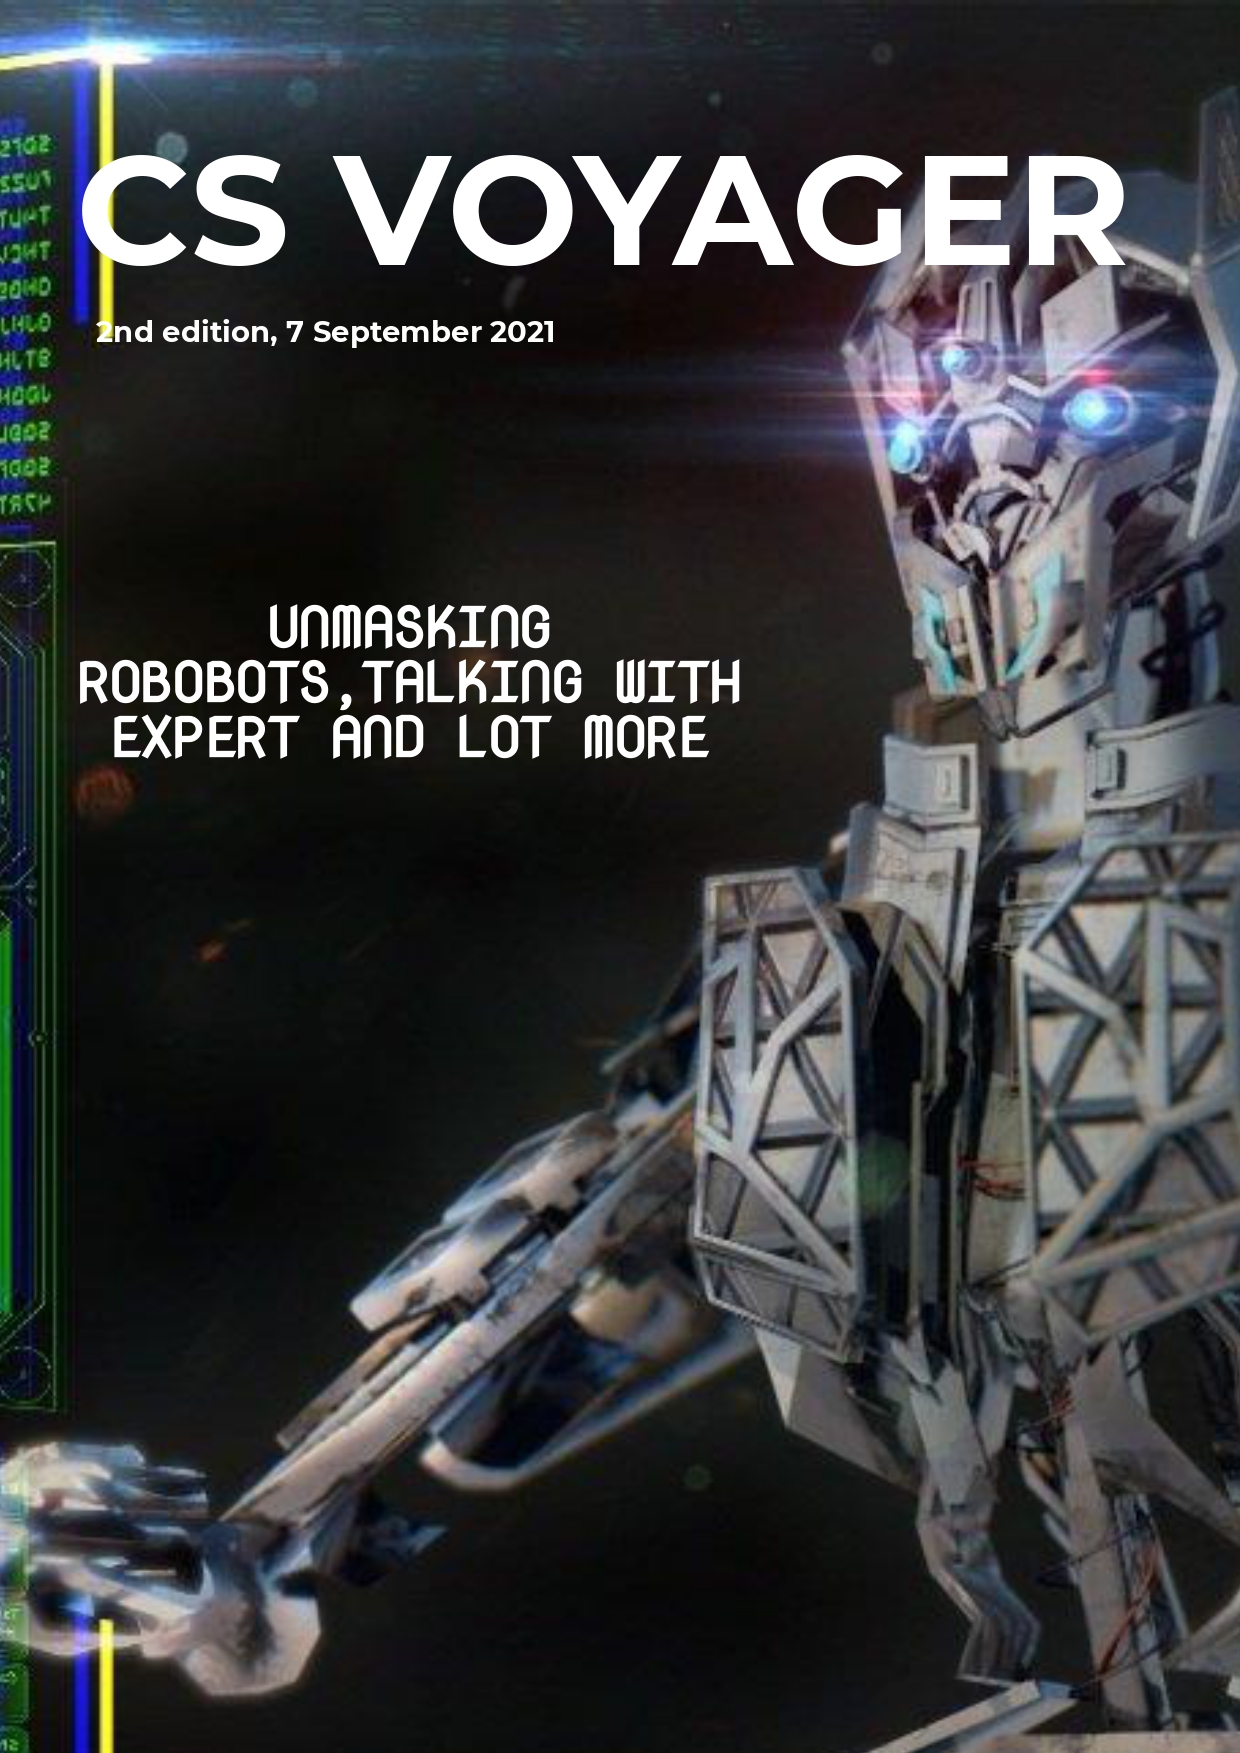 CS VOYAGER
2nd edition, 7 September 2021
UNMASKING
ROBOBOTS,TALKING WITH
EXPERT AND LOT MORE